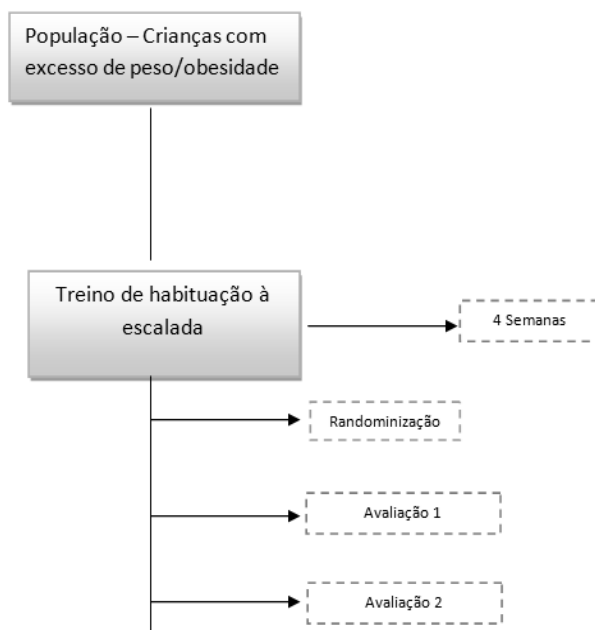 População – Crianças com
excesso de peso/obesidade
Treino de habituação à
escalada
4 Semanas
Randominização
Avaliação 1
Avaliação 2